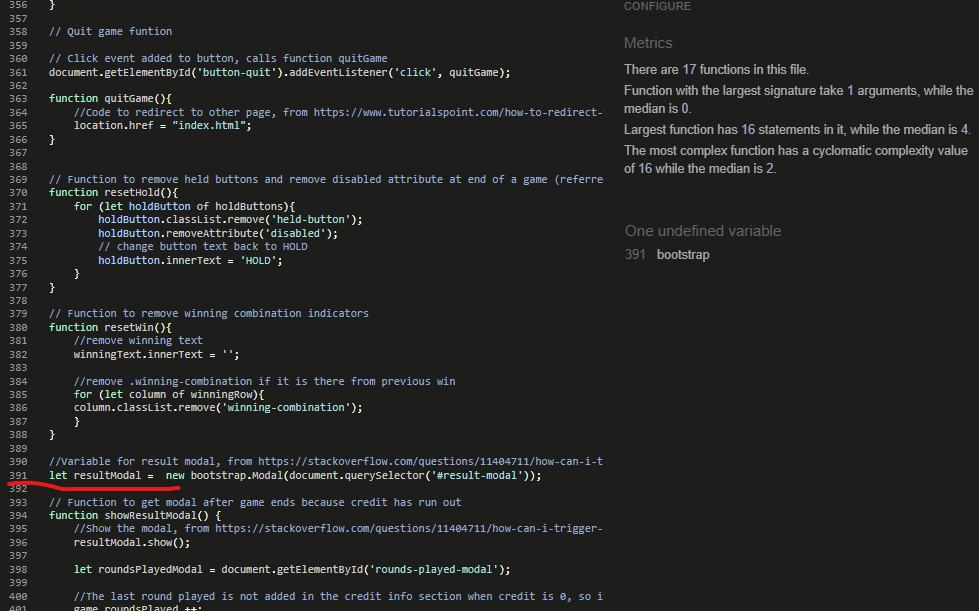 356 }
357
358 // Quit game funtion
359
360 // Click event added to button, calls function quitGame
361 document.getElementById('button-quit').addEventListener('click', quitGame);
362
363 function quitGame(){
364 //Code to redirect to other page, from https://www.tutorialspoint.com/how-to-redirect-
365 location.href = "index.html";
366 }
367
368
369 // Function to remove held buttons and remove disabled attribute at end of a game (referre
370 function resetHold(){
371 for (let holdButton of holdButtons){
372 holdButton.classList.remove('held-button');
373 holdButton.removeAttribute('disabled');
374 // change button text back to HOLD
375 holdButton.innerText = 'HOLD';
376 }
377 }
378
379 // Function to remove winning combination indicators
380 function resetWin(){
381 //remove winning text
382 winningText.innerText = '';
383
384 //remove .winning-combination if it is there from previous win
385 for (let column of winningRow){
386 column.classList.remove('winning-combination');
387 }
388 }
389
390 //Variable for result modal, from https://stackoverflow.com/questions/11404711/how-can-i-t
391 let resultModal = new bootstrap.Modal(document.querySelector('#result-modal'));
392
393 // Function to get modal after game ends because credit has run out
394 function showResultModal() {
395 //Show the modal, from https://stackoverflow.com/questions/11404711/how-can-i-trigger-
396 resultModal.show();
397
398 let roundsPlayedModal = document.getElementById('rounds-played-modal');
399
400 //The last round played is not added in the credit info section when credit is 0, so i
401 game.roundsPlayed ++;
CONFIGURE
Metrics
There are 17 functions in this file.
Function with the largest signature take 1 arguments, while the
median is 0.
Largest function has 16 statements in it, while the median is 4.
The most complex function has a cyclomatic complexity value
of 16 while the median is 2.
One undefined variable
391 bootstrap